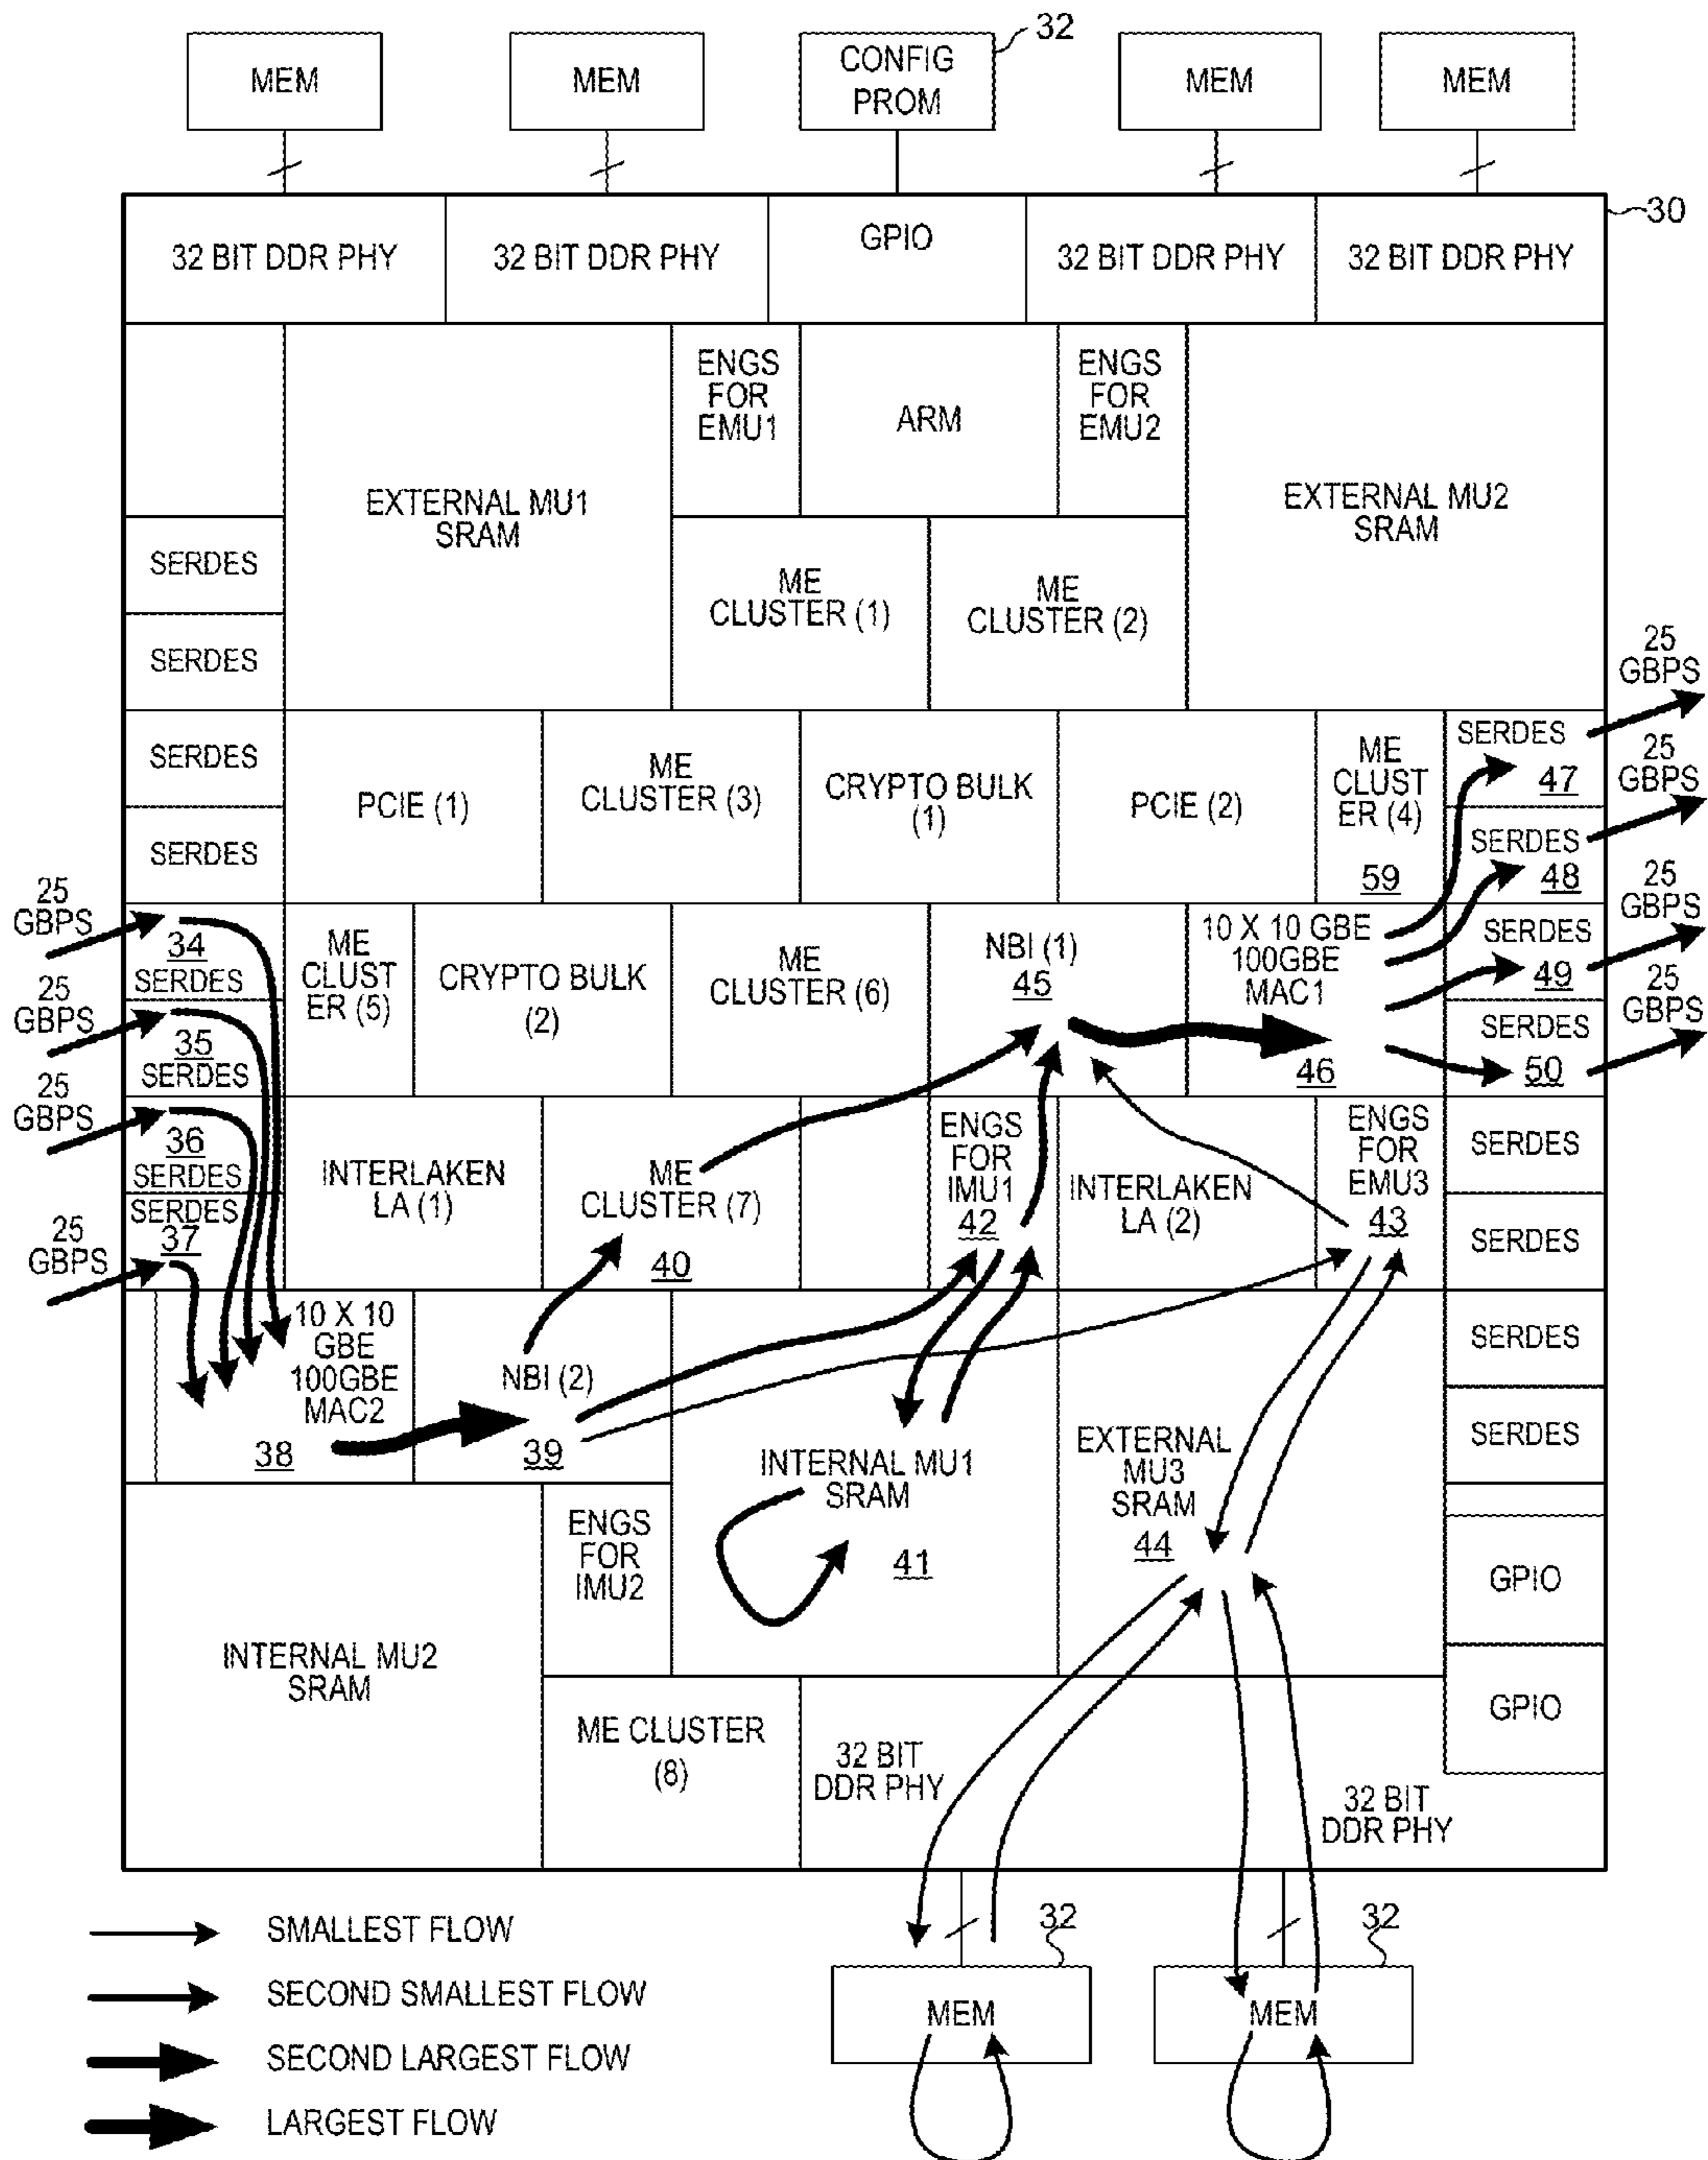 32
MEM
MEM
CONFIG
PROM
MEM
MEM
30
32 BIT DDR PHY
32 BIT DDR PHY
GPIO
32 BIT DDR PHY
32 BIT DDR PHY
ENGS
FOR
EMU1
ARM
ENGS
FOR
EMU2
EXTERNAL MU1
SRAM
EXTERNAL MU2
SRAM
SERDES
SERDES
ME
CLUSTER (1)
ME
CLUSTER (2)
25
GBPS
SERDES
SERDES
PCIE (1)
ME
CLUSTER (3)
CRYPTO BULK
(1)
PCIE (2)
ME
CLUST
ER (4)
59
SERDES
47
25
GBPS
SERDES
48
25
GBPS
25
GBPS
34
SERDES
25
GBPS
35
SERDES
ME
CLUST
ER (5)
CRYPTO BULK
(2)
ME
CLUSTER (6)
NBI (1)
45
10 X 10 GBE
100GBE
MAC1
46
SERDES
49
25
GBPS
SERDES
50
25
GBPS
36
SERDES
SERDES
37
25
GBPS
INTERLAKEN
LA (1)
ME
CLUSTER (7)
40
ENGS
FOR
IMU1
42
INTERLAKEN
LA (2)
ENGS
FOR
EMU3
43
SERDES
SERDES
10 X 10
GBE
100GBE
MAC2
38
NBI (2)
39
INTERNAL MU1
SRAM
41
EXTERNAL
MU3
SRAM
44
SERDES
SERDES
ENGS
FOR
IMU2
GPIO
GPIO
INTERNAL MU2
SRAM
ME CLUSTER
(8)
32 BIT
DDR PHY
32 BIT
DDR PHY
32
32
MEM
MEM
SMALLEST FLOW
SECOND SMALLEST FLOW
SECOND LARGEST FLOW
LARGEST FLOW